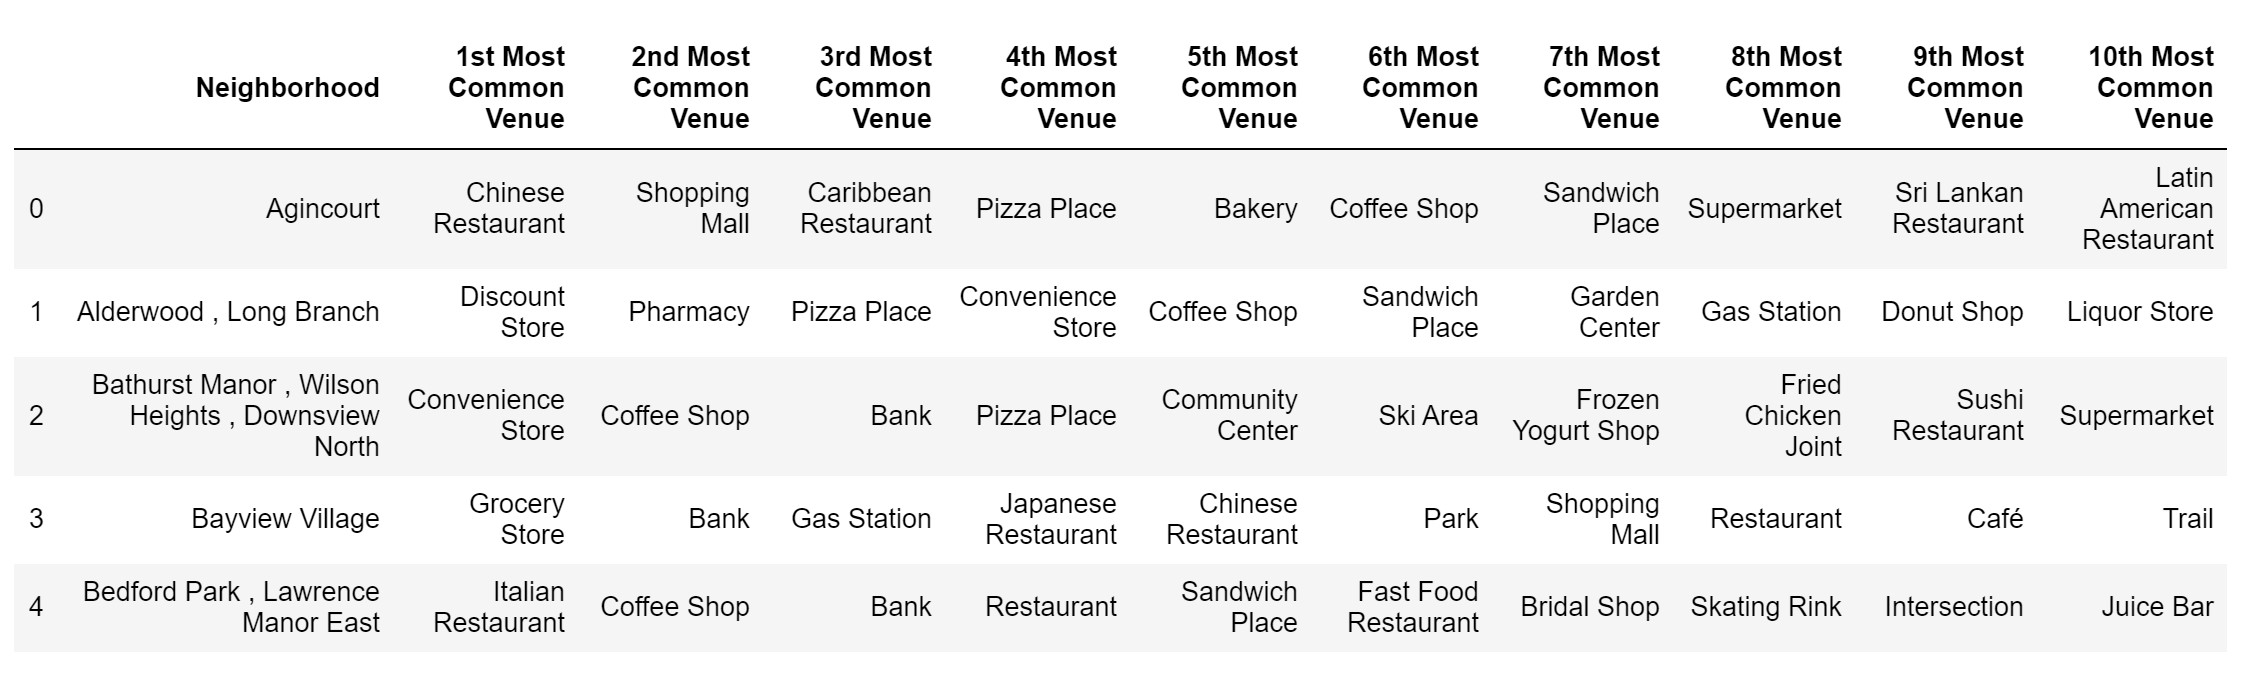 Neighborhood 1st Most Common Venue 2nd Most Common Venue 3rd Most Common Venue 4th Most Common Venue 5th Most Common Venue 6th Most Common Venue 7th Most Common Venue 8th Most Common Venue 9th Most Common Venue 10th Most Common Venue
0 Agincourt Chinese Restaurant Shopping Mall Caribbean Restaurant Pizza Place Bakery Coffee Shop Sandwich Place Supermarket Sri Lankan Restaurant Latin American Restaurant
1 Alderwood , Long Branch Discount Store Pharmacy Pizza Place Convenience Store Coffee Shop Sandwich Place Garden Center Gas Station Donut Shop Liquor Store
2 Bathurst Manor , Wilson Heights , Downsview North Convenience Store Coffee Shop Bank Pizza Place Community Center Ski Area Frozen Yogurt Shop Fried Chicken Joint Sushi Restaurant Supermarket
3 Bayview Village Grocery Store Bank Gas Station Japanese Restaurant Chinese Restaurant Park Shopping Mall Restaurant Café Trail
4 Bedford Park , Lawrence Manor East Italian Restaurant Coffee Shop Bank Restaurant Sandwich Place Fast Food Restaurant Bridal Shop Skating Rink Intersection Juice Bar